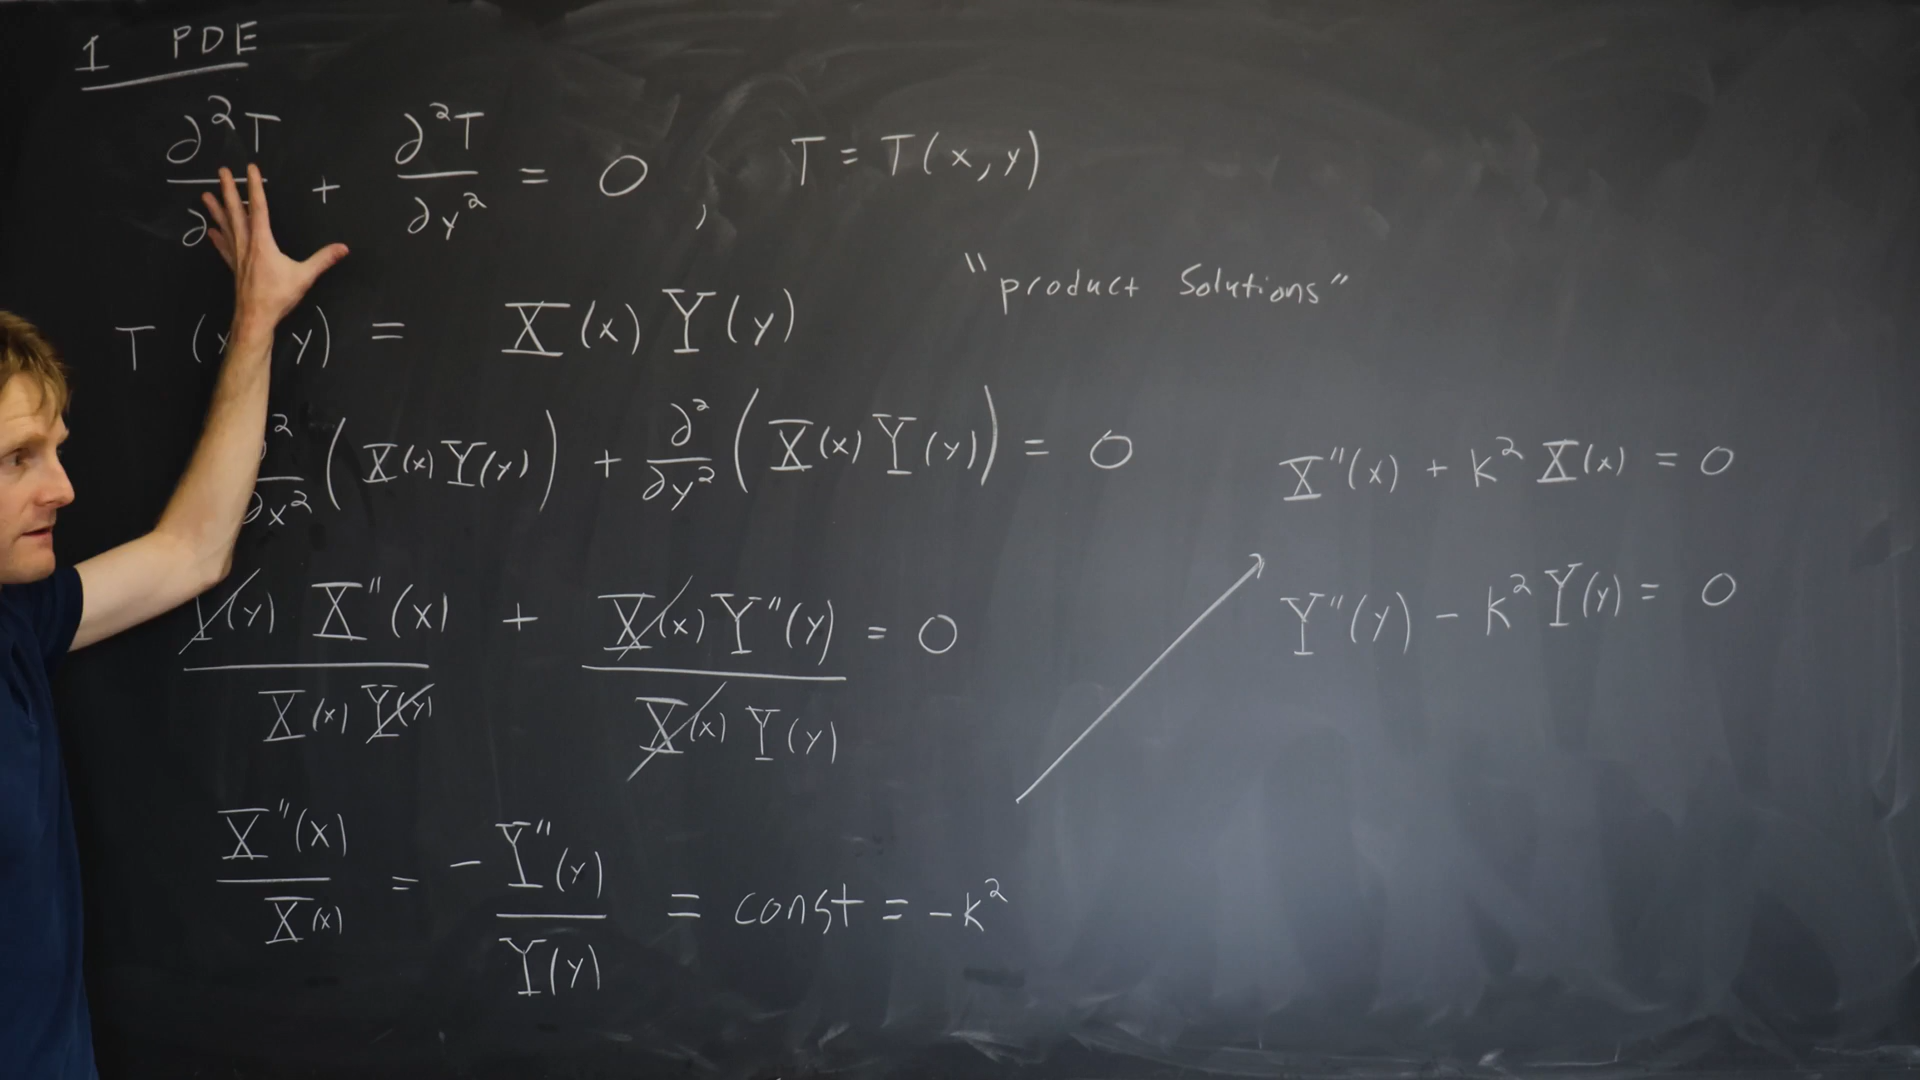 1 PDE
∂²T/∂ + ∂²T/∂y² = 0 , T = T(x,y)
"product Solutions"
T (x y) = X(x) Y(y)
∂²/∂x² (X(x)Y(y)) + ∂²/∂y² (X(x)Y(y)) = 0
X''(x) + k² X(x) = 0
Y''(y) - k² Y(y) = 0
Y(y) X''(x) / X(x) Y(y) + X(x) Y''(y) / X(x) Y(y) = 0
X''(x) / X(x) = - Y''(y) / Y(y) = const = -k²